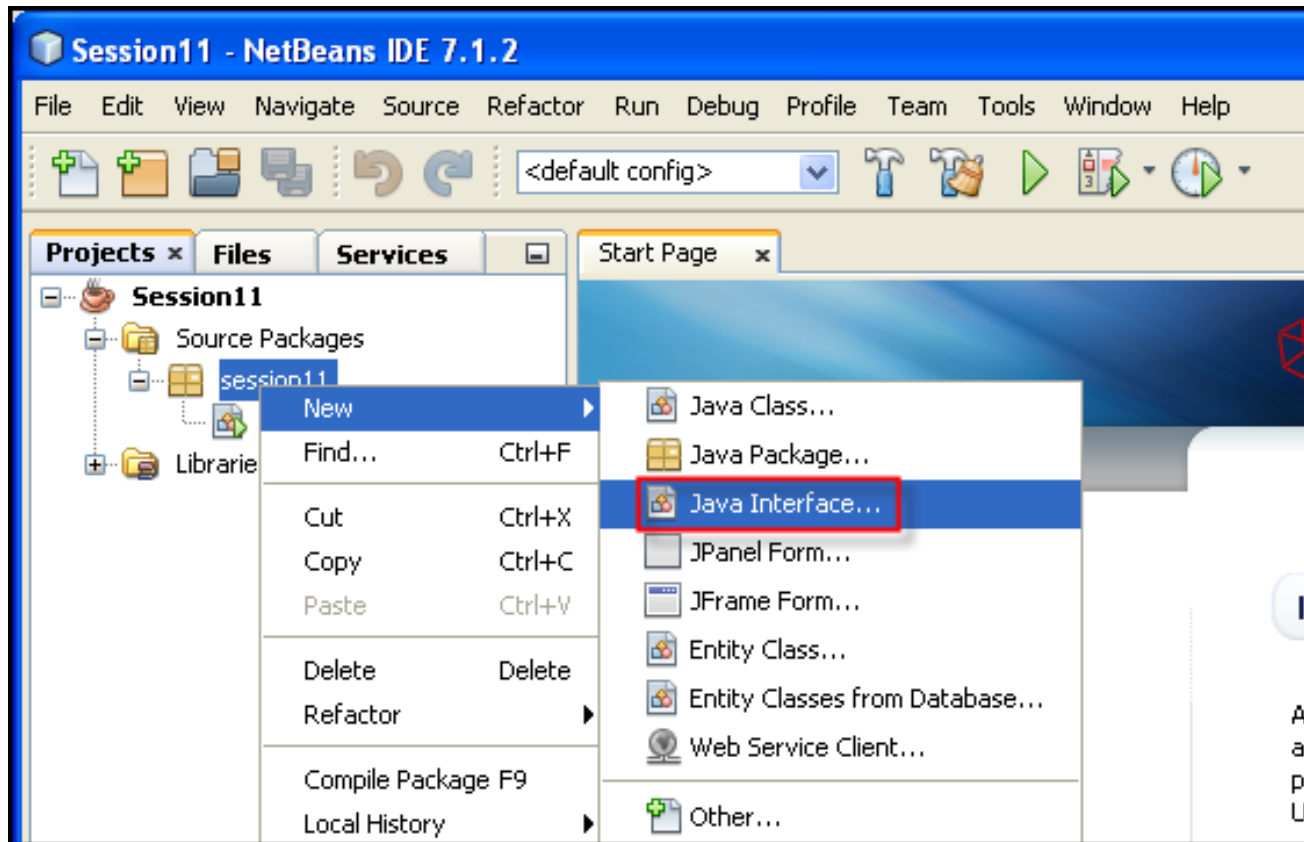 Session11 - NetBeans IDE 7.1.2
File Edit View Navigate Source Refactor Run Debug Profile Team Tools Window Help
<default config>
Projects Files Services
Start Page
Session11
Source Packages
session11
Librarie
New
Find... Ctrl+F
Cut Ctrl+X
Copy Ctrl+C
Paste Ctrl+V
Delete Delete
Refactor
Compile Package F9
Local History
Java Class...
Java Package...
Java Interface...
JPanel Form...
JFrame Form...
Entity Class...
Entity Classes from Database...
Web Service Client...
Other...